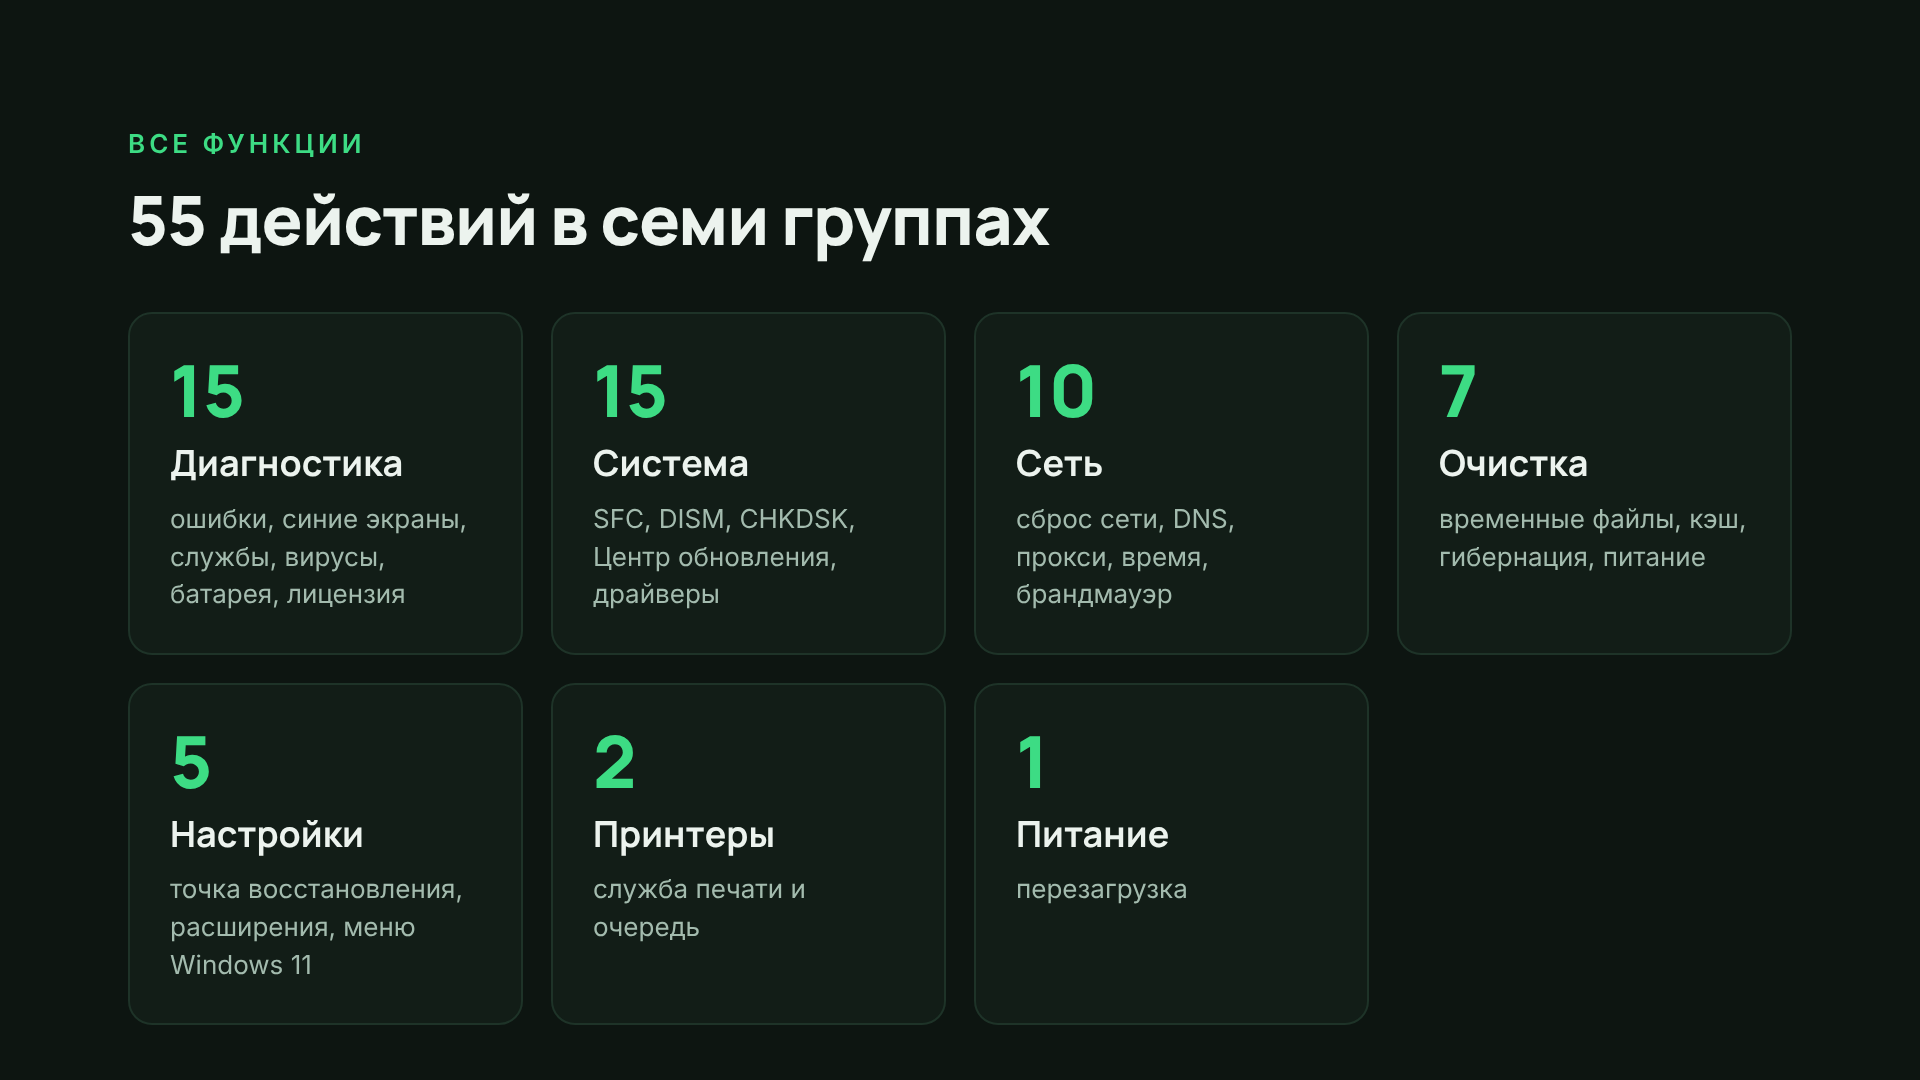 ВСЕ ФУНКЦИИ
55 действий в семи группах
15
Диагностика
ошибки, синие экраны,
службы, вирусы,
батарея, лицензия
15
Система
SFC, DISM, CHKDSK,
Центр обновления,
драйверы
10
Сеть
сброс сети, DNS,
прокси, время,
брандмауэр
7
Очистка
временные файлы, кэш,
гибернация, питание
5
Настройки
точка восстановления,
расширения, меню
Windows 11
2
Принтеры
служба печати и
очередь
1
Питание
перезагрузка